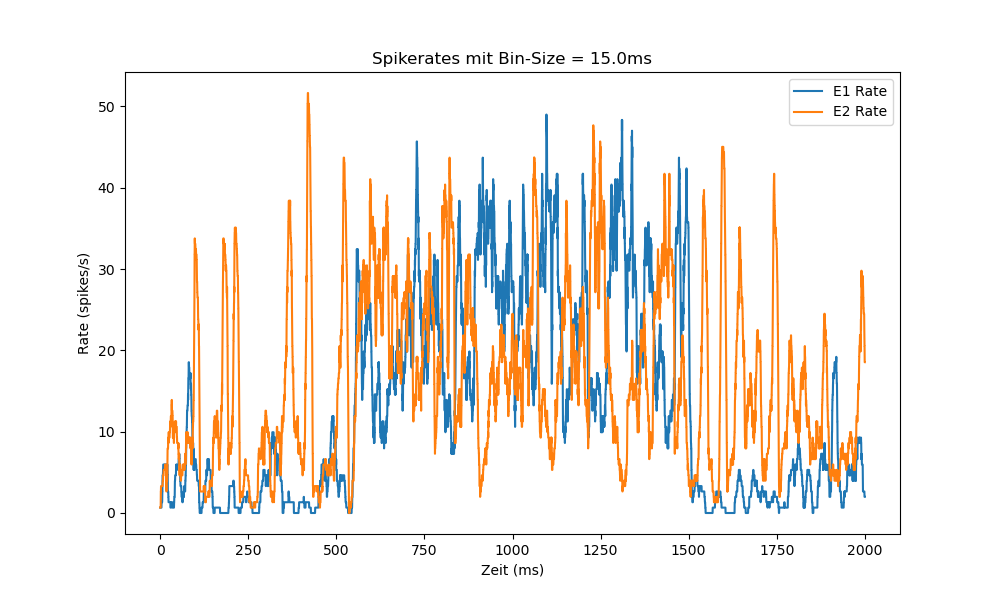 Spikerates mit Bin-Size = 15.0ms
E1 Rate
E2 Rate
50
40
30
20
10
0
Rate (spikes/s)
0 250 500 750 1000 1250 1500 1750 2000
Zeit (ms)